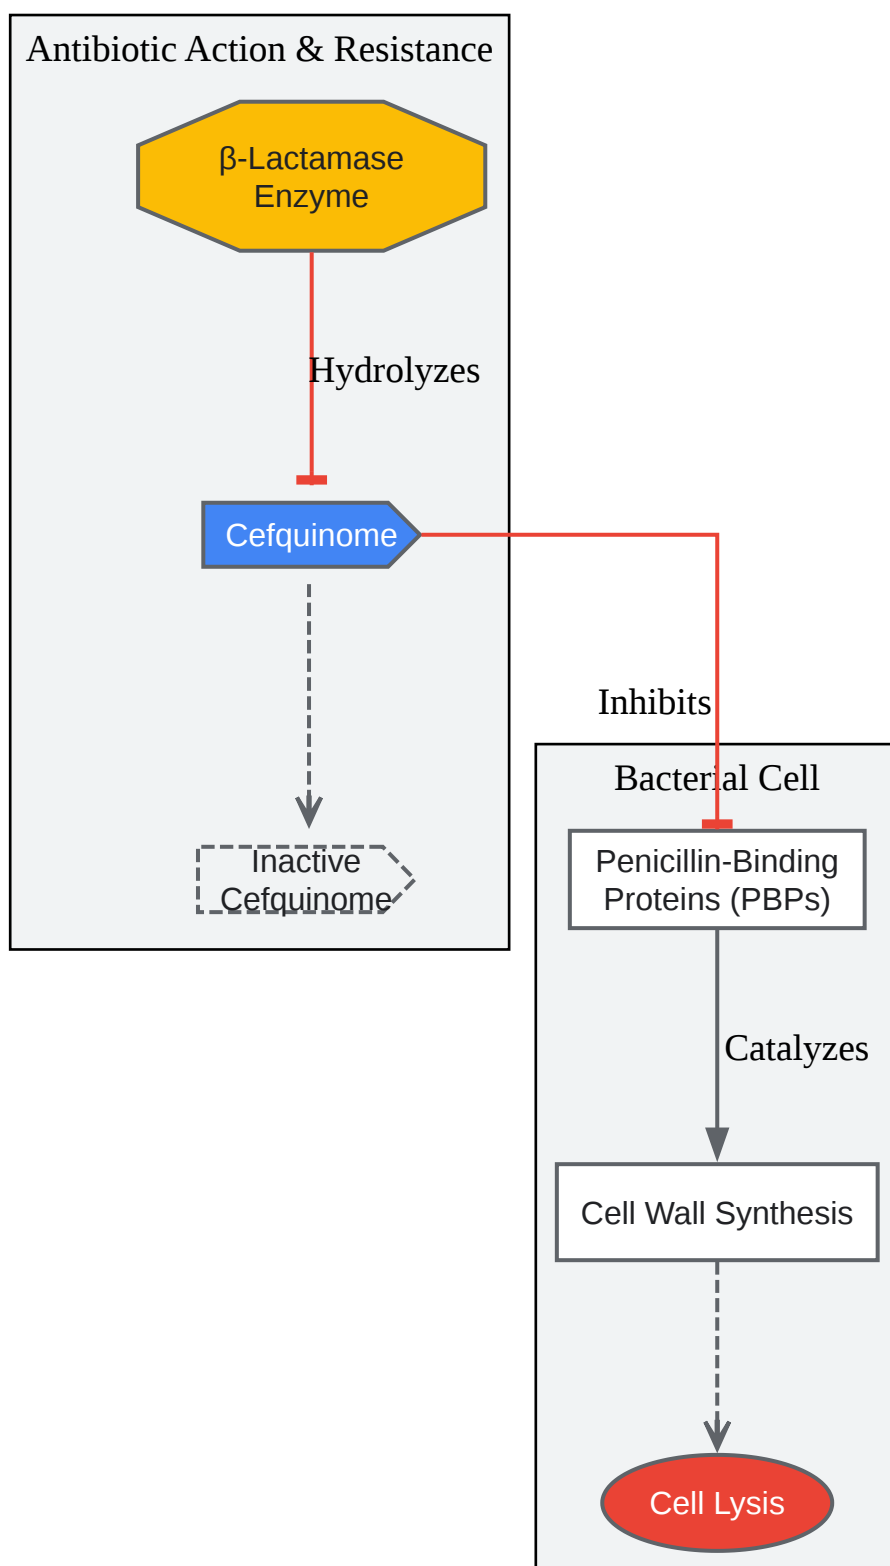 Antibiotic Action & Resistance
β-Lactamase
Enzyme
Hydrolyzes
Cefquinome
Inhibits
Inactive
Cefquinome
Bacterial Cell
Penicillin-Binding
Proteins (PBPs)
Catalyzes
Cell Wall Synthesis
Cell Lysis